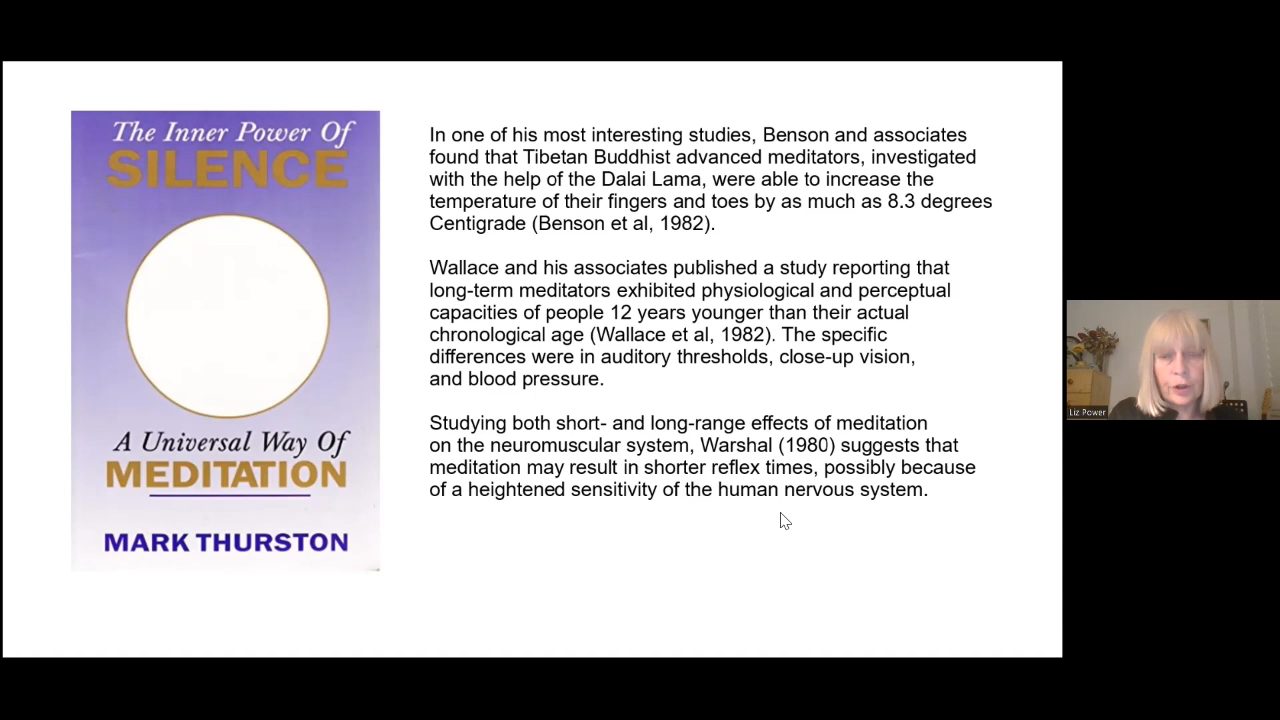 The Inner Power Of
SILENCE
A Universal Way Of
MEDITATION
MARK THURSTON
In one of his most interesting studies, Benson and associates
found that Tibetan Buddhist advanced meditators, investigated
with the help of the Dalai Lama, were able to increase the
temperature of their fingers and toes by as much as 8.3 degrees
Centigrade (Benson et al, 1982).
Wallace and his associates published a study reporting that
long-term meditators exhibited physiological and perceptual
capacities of people 12 years younger than their actual
chronological age (Wallace et al, 1982). The specific
differences were in auditory thresholds, close-up vision,
and blood pressure.
Studying both short- and long-range effects of meditation
on the neuromuscular system, Warshal (1980) suggests that
meditation may result in shorter reflex times, possibly because
of a heightened sensitivity of the human nervous system.
Liz Power